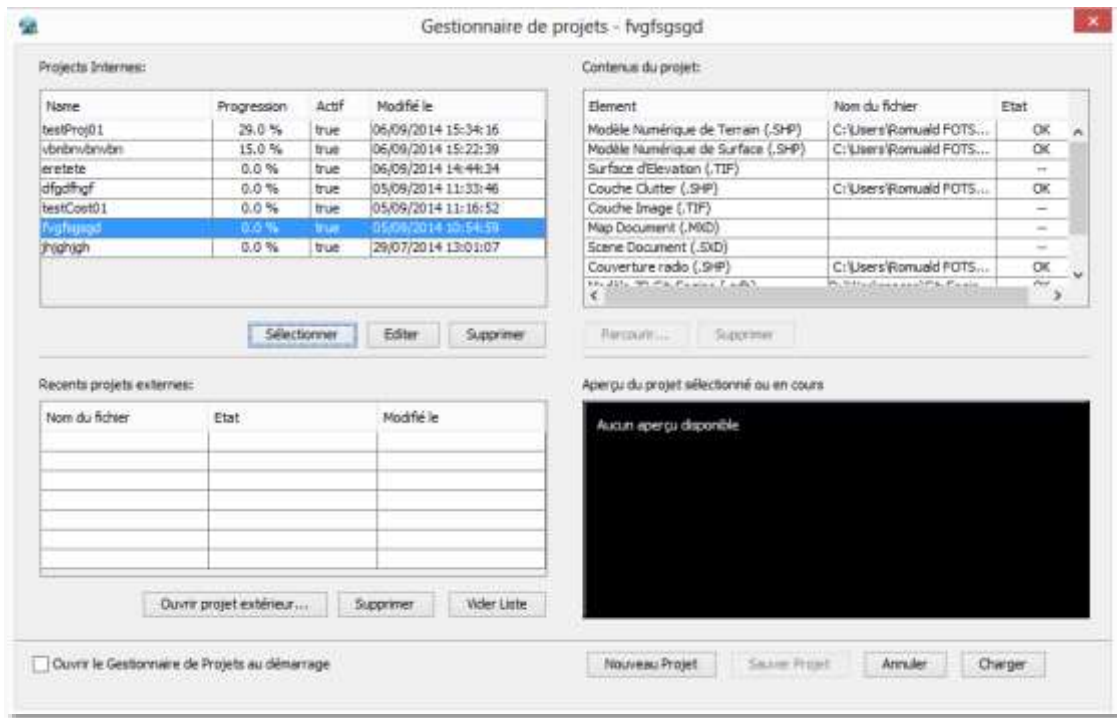 Gestionnaire de projets - fvgfsgsgd
Projects Internes:
Name Progression Actif Modifié le
testProj01 29.0 % true 06/09/2014 15:34:16
vbnbnvbnvbn 15.0 % true 06/09/2014 15:22:39
eretete 0.0 % true 06/09/2014 14:44:34
dfgdfhgf 0.0 % true 05/09/2014 11:33:46
testCost01 0.0 % true 05/09/2014 11:16:52
fvgfsgsgd 0.0 % true 05/09/2014 10:54:59
jhjghjgh 0.0 % true 29/07/2014 13:01:07
Sélectionner Editer Supprimer
Contenus du projet:
Element Nom du fichier Etat
Modèle Numérique de Terrain (.SHP) C:\Users\Romuald FOTS... OK
Modèle Numérique de Surface (.SHP) C:\Users\Romuald FOTS... OK
Surface d'Elevation (.TIF) --
Couche Clutter (.SHP) C:\Users\Romuald FOTS... OK
Couche Image (.TIF) --
Map Document (.MXD) --
Scene Document (.SXD) --
Couverture radio (.SHP) C:\Users\Romuald FOTS... OK
Parcourir... Supprimer
Recents projets externes:
Nom du fichier Etat Modifié le
Ouvrir projet extérieur... Supprimer Vider Liste
Aperçu du projet sélectionné ou en cours
Aucun aperçu disponible
Ouvrir le Gestionnaire de Projets au démarrage
Nouveau Projet Sauver Projet Annuler Charger